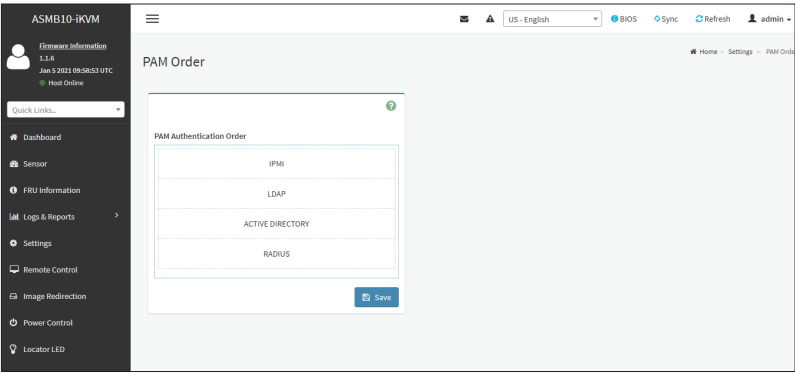 ASMB10-iKVM
US - English
BIOS
Sync
Refresh
admin
Firmware Information
1.1.6
Jan 5 2021 09:58:53 UTC
Host Online
Home > Settings > PAM Orde
PAM Order
Quick Links...
PAM Authentication Order
Dashboard
IPMI
Sensor
LDAP
FRU Information
ACTIVE DIRECTORY
Logs & Reports
RADIUS
Settings
Remote Control
Save
Image Redirection
Power Control
Locator LED